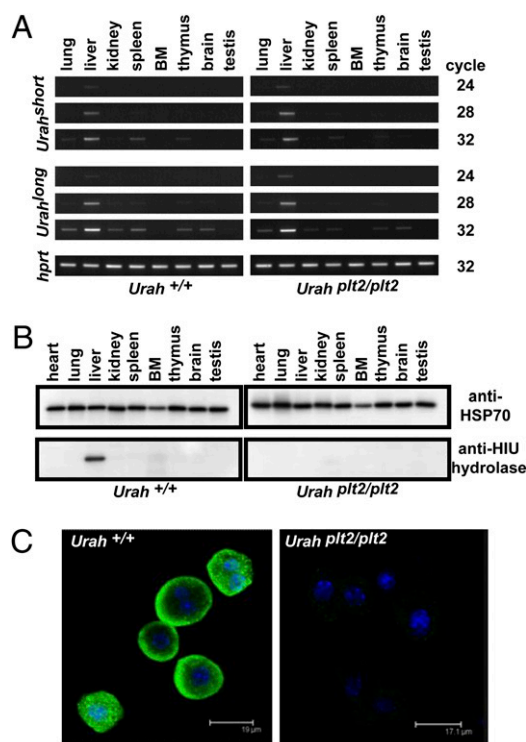 A
lung liver kidney spleen BM thymus brain testis lung liver kidney spleen BM thymus brain testis cycle
Urah short
24
28
32
Urah long
24
28
32
hprt
32
Urah +/+ Urah plt2/plt2
B
heart lung liver kidney spleen BM thymus brain testis heart lung liver kidney spleen BM thymus brain testis
anti-
HSP70
anti-HIU
hydrolase
Urah +/+ Urah plt2/plt2
C
Urah +/+ Urah plt2/plt2
19 µm 17.1 µm